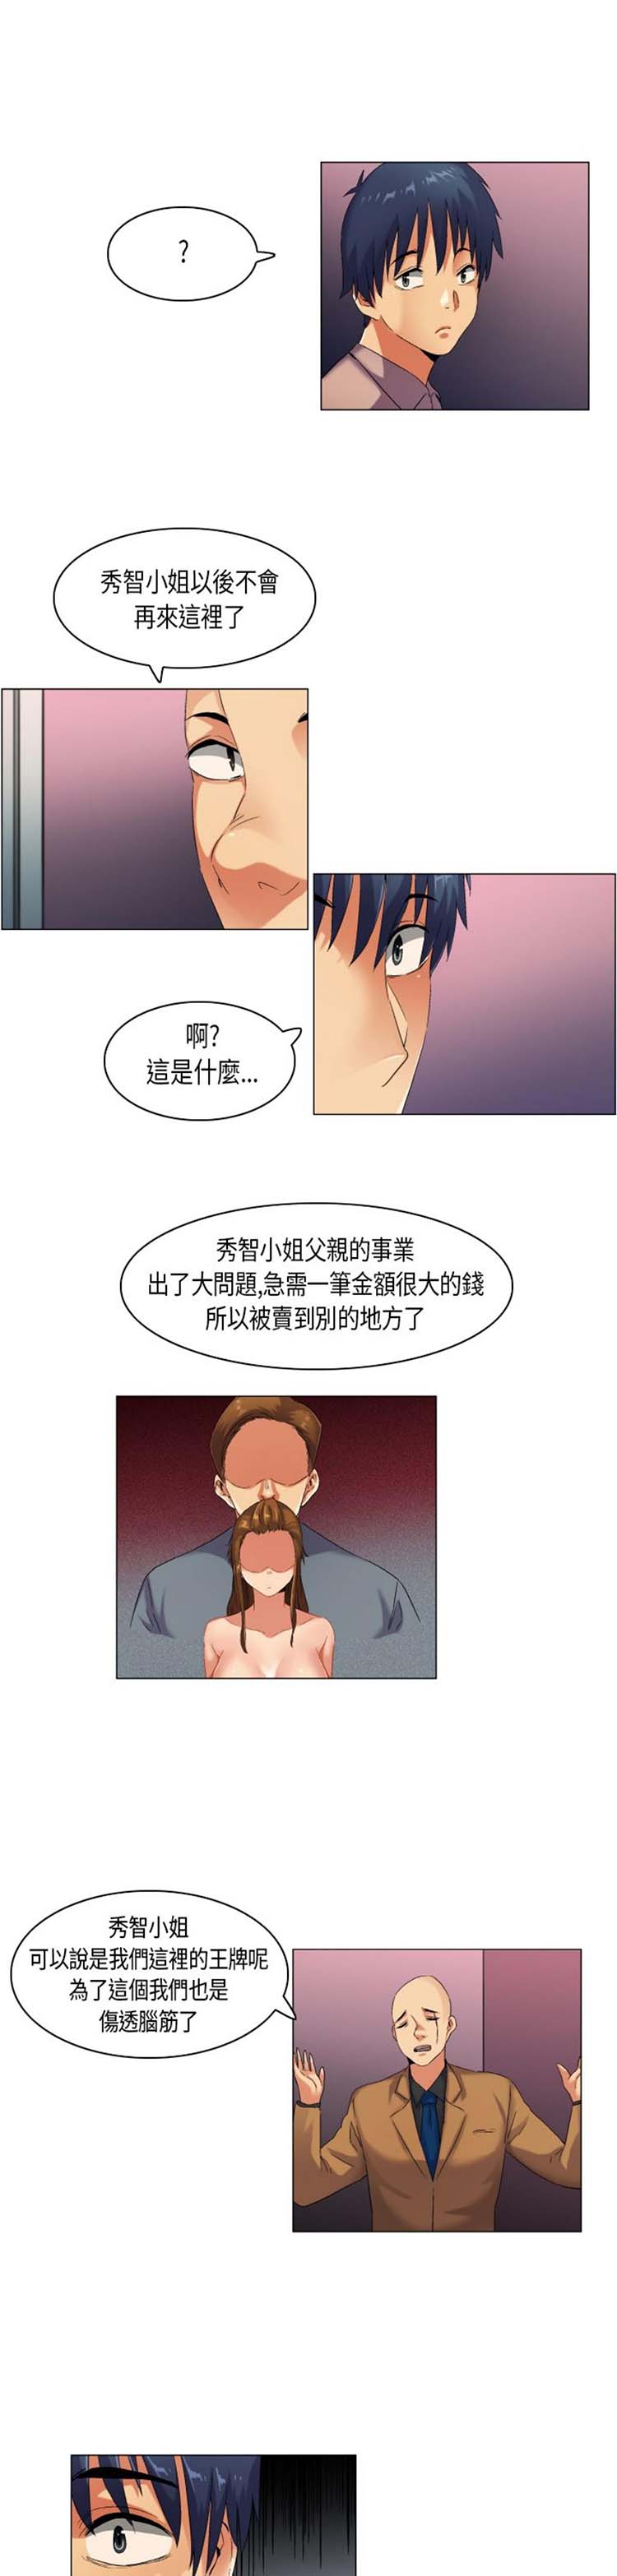 ?
秀智小姐以後不會
再來這裡了
啊?
這是什麼...
秀智小姐父親的事業
出了大問題,急需一筆金額很大的錢
所以被賣到別的地方了
秀智小姐
可以說是我們這裡的王牌呢
為了這個我們也是
傷透腦筋了